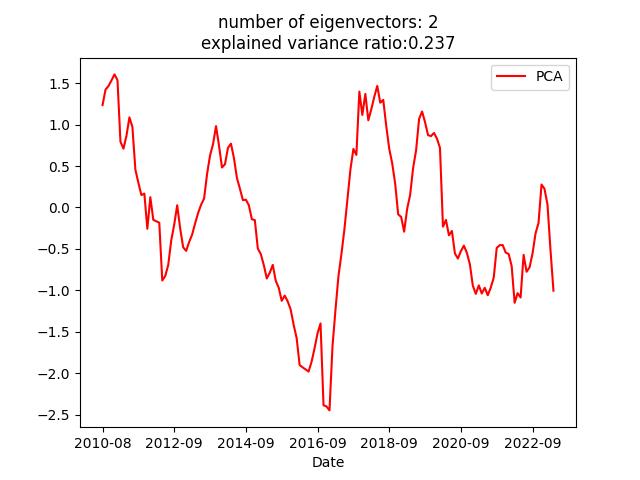 number of eigenvectors: 2
explained variance ratio:0.237
PCA
1.5
1.0
0.5
0.0
−0.5
−1.0
−1.5
−2.0
−2.5
2010-08 2012-09 2014-09 2016-09 2018-09 2020-09 2022-09
Date